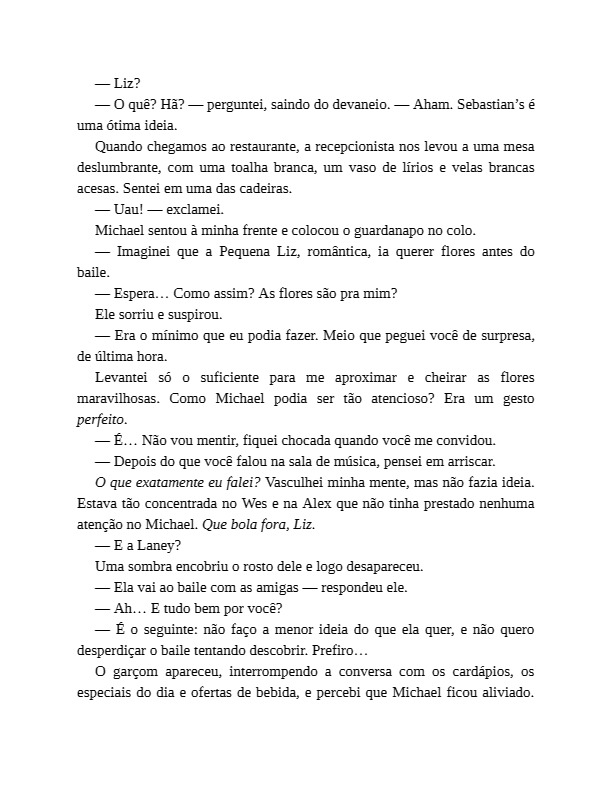 — Liz?
— O quê? Hã? — perguntei, saindo do devaneio. — Aham. Sebastian’s é
uma ótima ideia.
Quando chegamos ao restaurante, a recepcionista nos levou a uma mesa
deslumbrante, com uma toalha branca, um vaso de lírios e velas brancas
acesas. Sentei em uma das cadeiras.
— Uau! — exclamei.
Michael sentou à minha frente e colocou o guardanapo no colo.
— Imaginei que a Pequena Liz, romântica, ia querer flores antes do
baile.
— Espera… Como assim? As flores são pra mim?
Ele sorriu e suspirou.
— Era o mínimo que eu podia fazer. Meio que peguei você de surpresa,
de última hora.
Levantei só o suficiente para me aproximar e cheirar as flores
maravilhosas. Como Michael podia ser tão atencioso? Era um gesto
perfeito.
— É… Não vou mentir, fiquei chocada quando você me convidou.
— Depois do que você falou na sala de música, pensei em arriscar.
O que exatamente eu falei? Vasculhei minha mente, mas não fazia ideia.
Estava tão concentrada no Wes e na Alex que não tinha prestado nenhuma
atenção no Michael. Que bola fora, Liz.
— E a Laney?
Uma sombra encobriu o rosto dele e logo desapareceu.
— Ela vai ao baile com as amigas — respondeu ele.
— Ah… E tudo bem por você?
— É o seguinte: não faço a menor ideia do que ela quer, e não quero
desperdiçar o baile tentando descobrir. Prefiro…
O garçom apareceu, interrompendo a conversa com os cardápios, os
especiais do dia e ofertas de bebida, e percebi que Michael ficou aliviado.